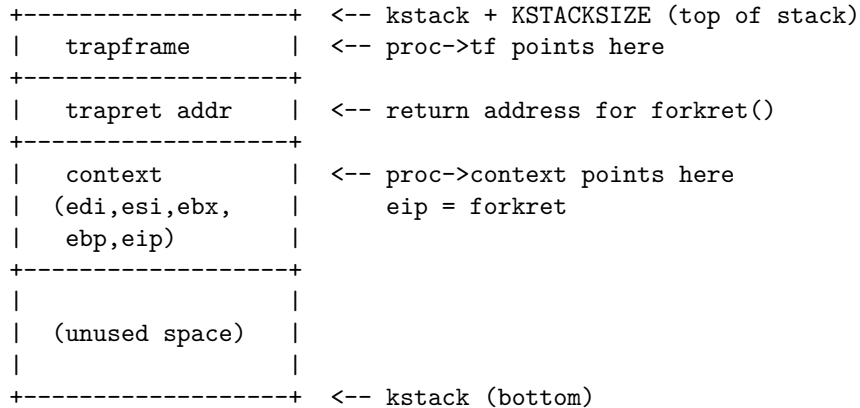 +-------------------+ <-- kstack + KSTACKSIZE (top of stack)
|   trapframe       | <-- proc->tf points here
+-------------------+
|   trapret addr    | <-- return address for forkret()
+-------------------+
|   context         | <-- proc->context points here
|  (edi,esi,ebx,    |     eip = forkret
|   ebp,eip)        |
+-------------------+
|                   |
|  (unused space)   |
|                   |
+-------------------+ <-- kstack (bottom)